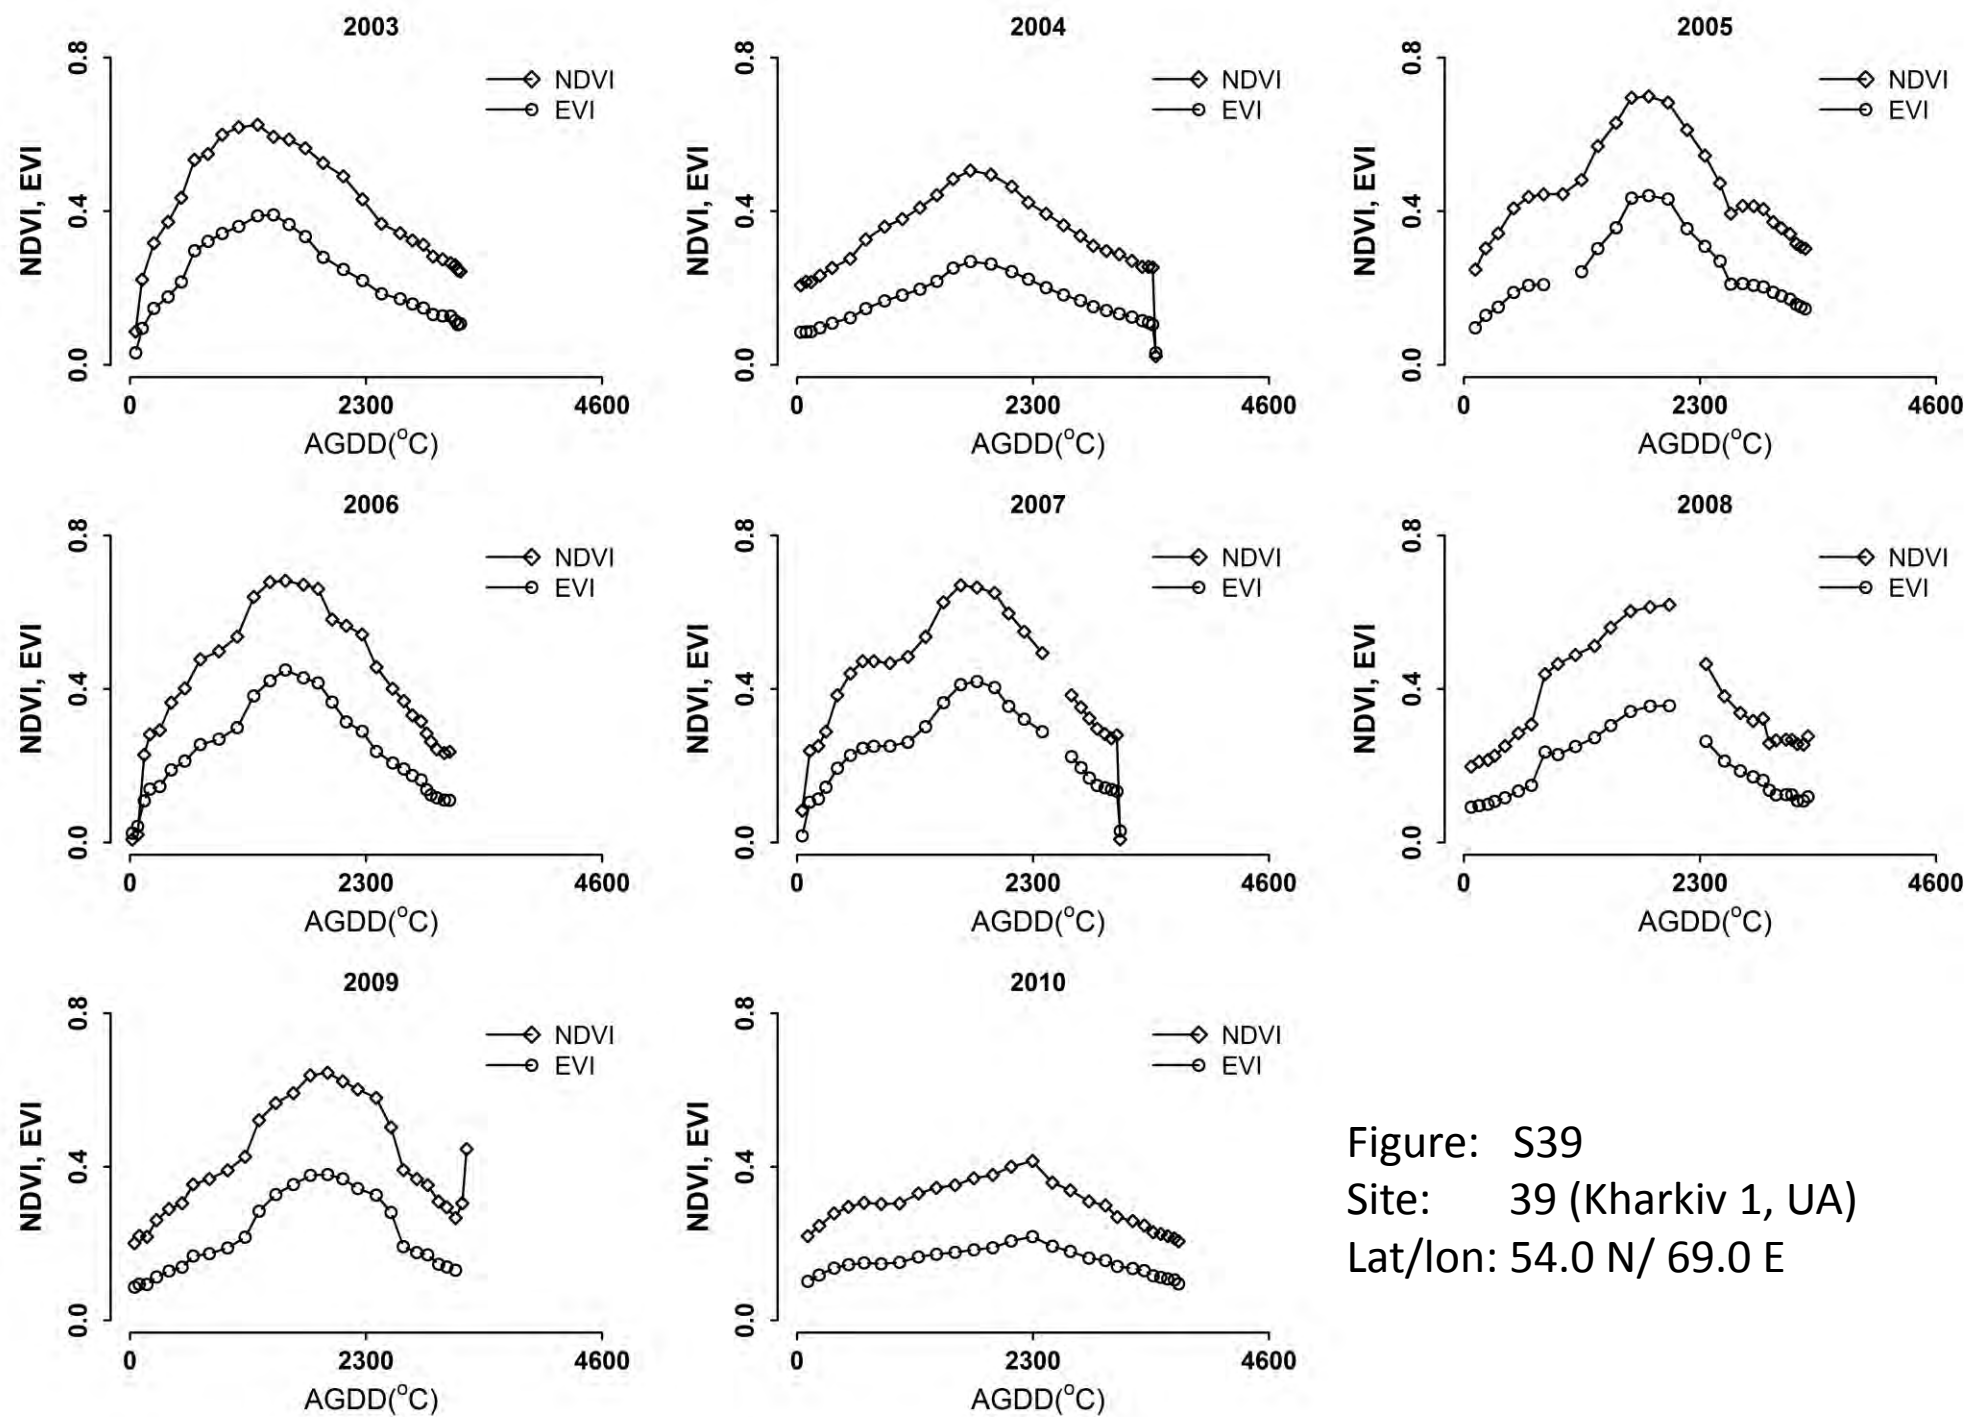 2003
0.8
NDVI
EVI
NDVI, EVI
0.4
0.0
0 2300 4600
AGDD(°C)
2004
0.8
NDVI
EVI
NDVI, EVI
0.4
0.0
0 2300 4600
AGDD(°C)
2005
0.8
NDVI
EVI
NDVI, EVI
0.4
0.0
0 2300 4600
AGDD(°C)
2006
0.8
NDVI
EVI
NDVI, EVI
0.4
0.0
0 2300 4600
AGDD(°C)
2007
0.8
NDVI
EVI
NDVI, EVI
0.4
0.0
0 2300 4600
AGDD(°C)
2008
0.8
NDVI
EVI
NDVI, EVI
0.4
0.0
0 2300 4600
AGDD(°C)
2009
0.8
NDVI
EVI
NDVI, EVI
0.4
0.0
0 2300 4600
AGDD(°C)
2010
0.8
NDVI
EVI
NDVI, EVI
0.4
0.0
0 2300 4600
AGDD(°C)
Figure: S39
Site: 39 (Kharkiv 1, UA)
Lat/lon: 54.0 N/ 69.0 E